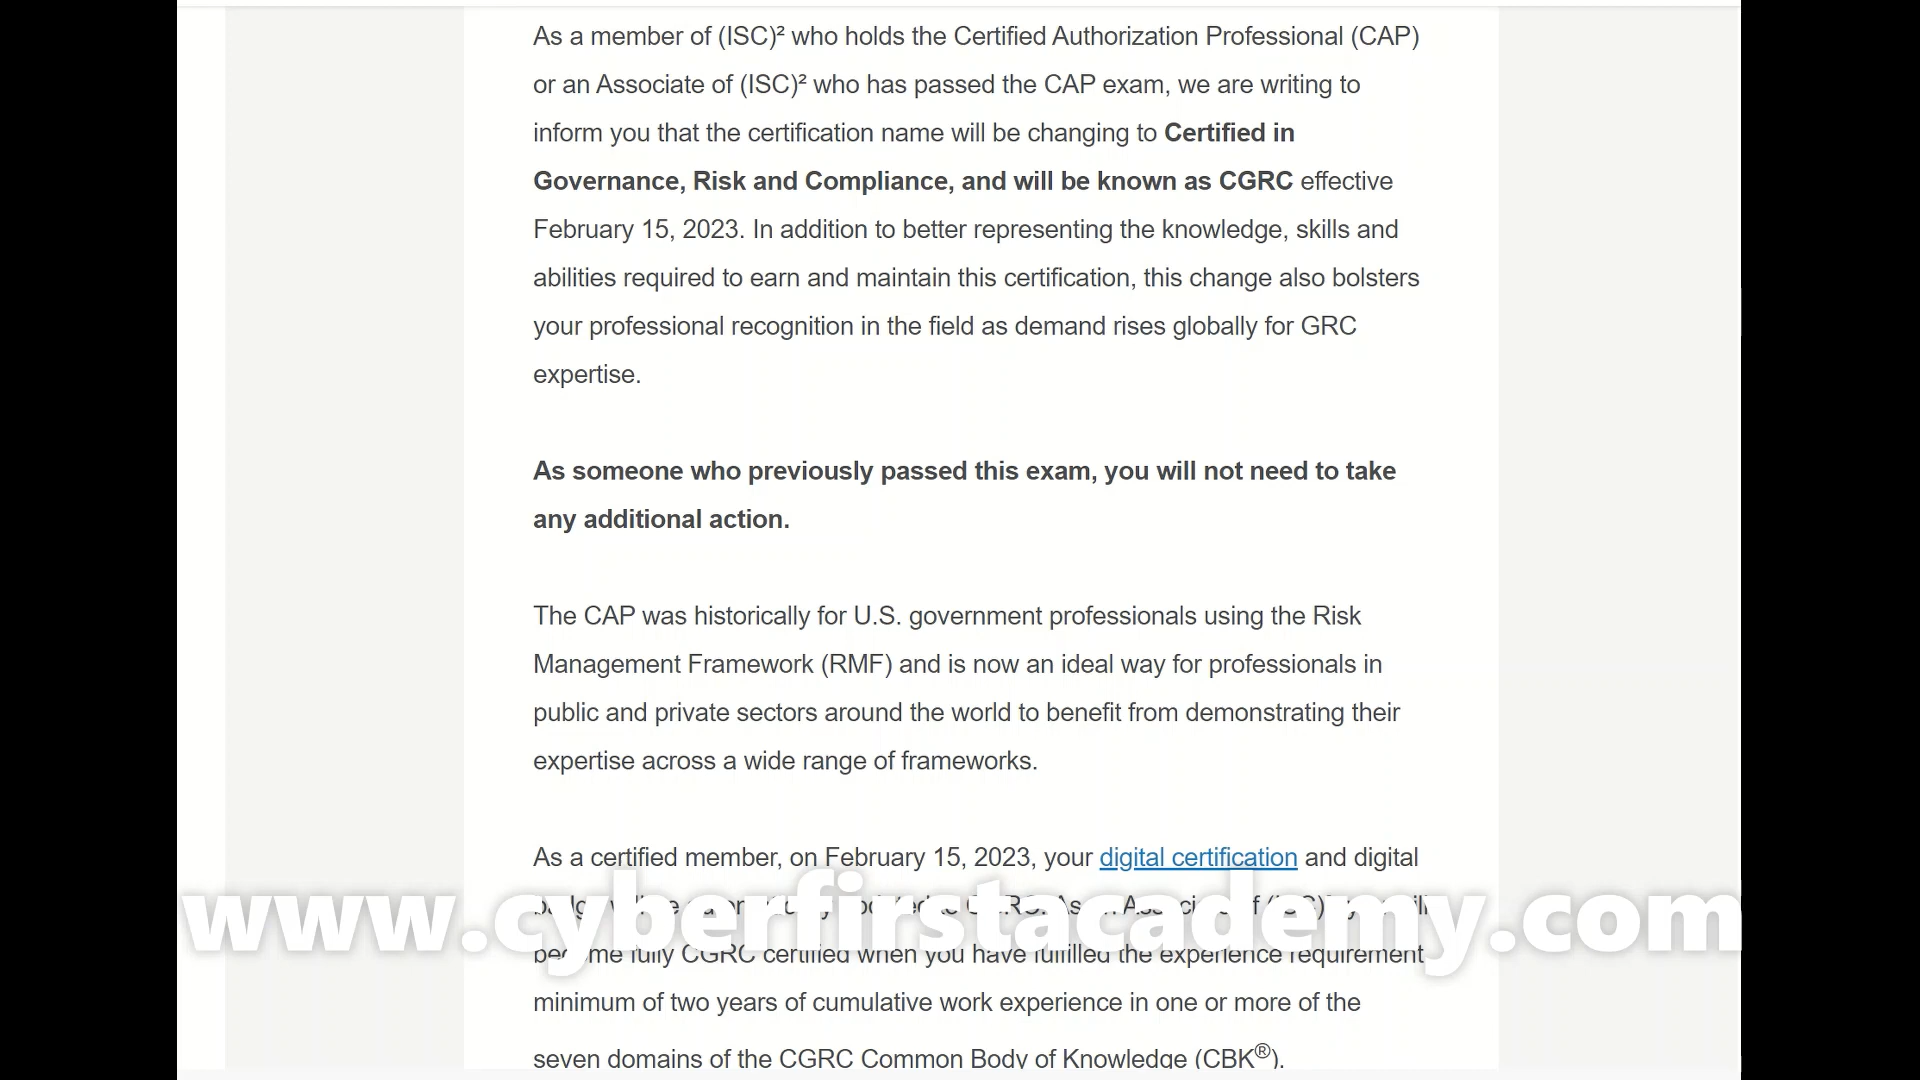 As a member of (ISC)² who holds the Certified Authorization Professional (CAP)
or an Associate of (ISC)² who has passed the CAP exam, we are writing to
inform you that the certification name will be changing to Certified in
Governance, Risk and Compliance, and will be known as CGRC effective
February 15, 2023. In addition to better representing the knowledge, skills and
abilities required to earn and maintain this certification, this change also bolsters
your professional recognition in the field as demand rises globally for GRC
expertise.
As someone who previously passed this exam, you will not need to take
any additional action.
The CAP was historically for U.S. government professionals using the Risk
Management Framework (RMF) and is now an ideal way for professionals in
public and private sectors around the world to benefit from demonstrating their
expertise across a wide range of frameworks.
As a certified member, on February 15, 2023, your digital certification and digital
www.cyberfirstacademy.com
become fully CGRC certified when you have fulfilled the experience requirement
minimum of two years of cumulative work experience in one or more of the
seven domains of the CGRC Common Body of Knowledge (CBK®).